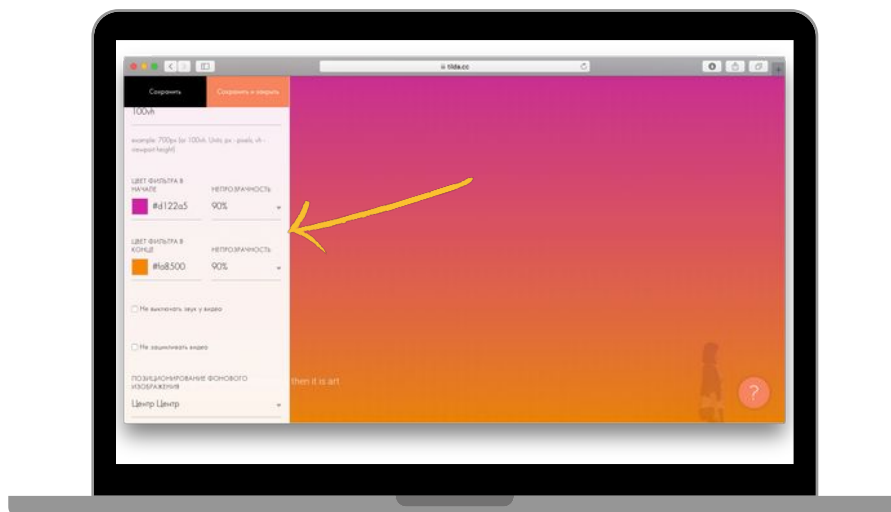 tilda.cc
Сохранить
Сохранить и закрыть
100vh
example: 700px (or 100vh. Units: px - pixels, vh -
viewport height)
ЦВЕТ ФИЛЬТРА В
НАЧАЛЕ
НЕПРОЗРАЧНОСТЬ
#d122a5
90%
ЦВЕТ ФИЛЬТРА В
КОНЦЕ
НЕПРОЗРАЧНОСТЬ
#fa8500
90%
Не выключать звук у видео
Не зацикливать видео
ПОЗИЦИОНИРОВАНИЕ ФОНОВОГО
ИЗОБРАЖЕНИЯ
then it is art
Центр Центр
?